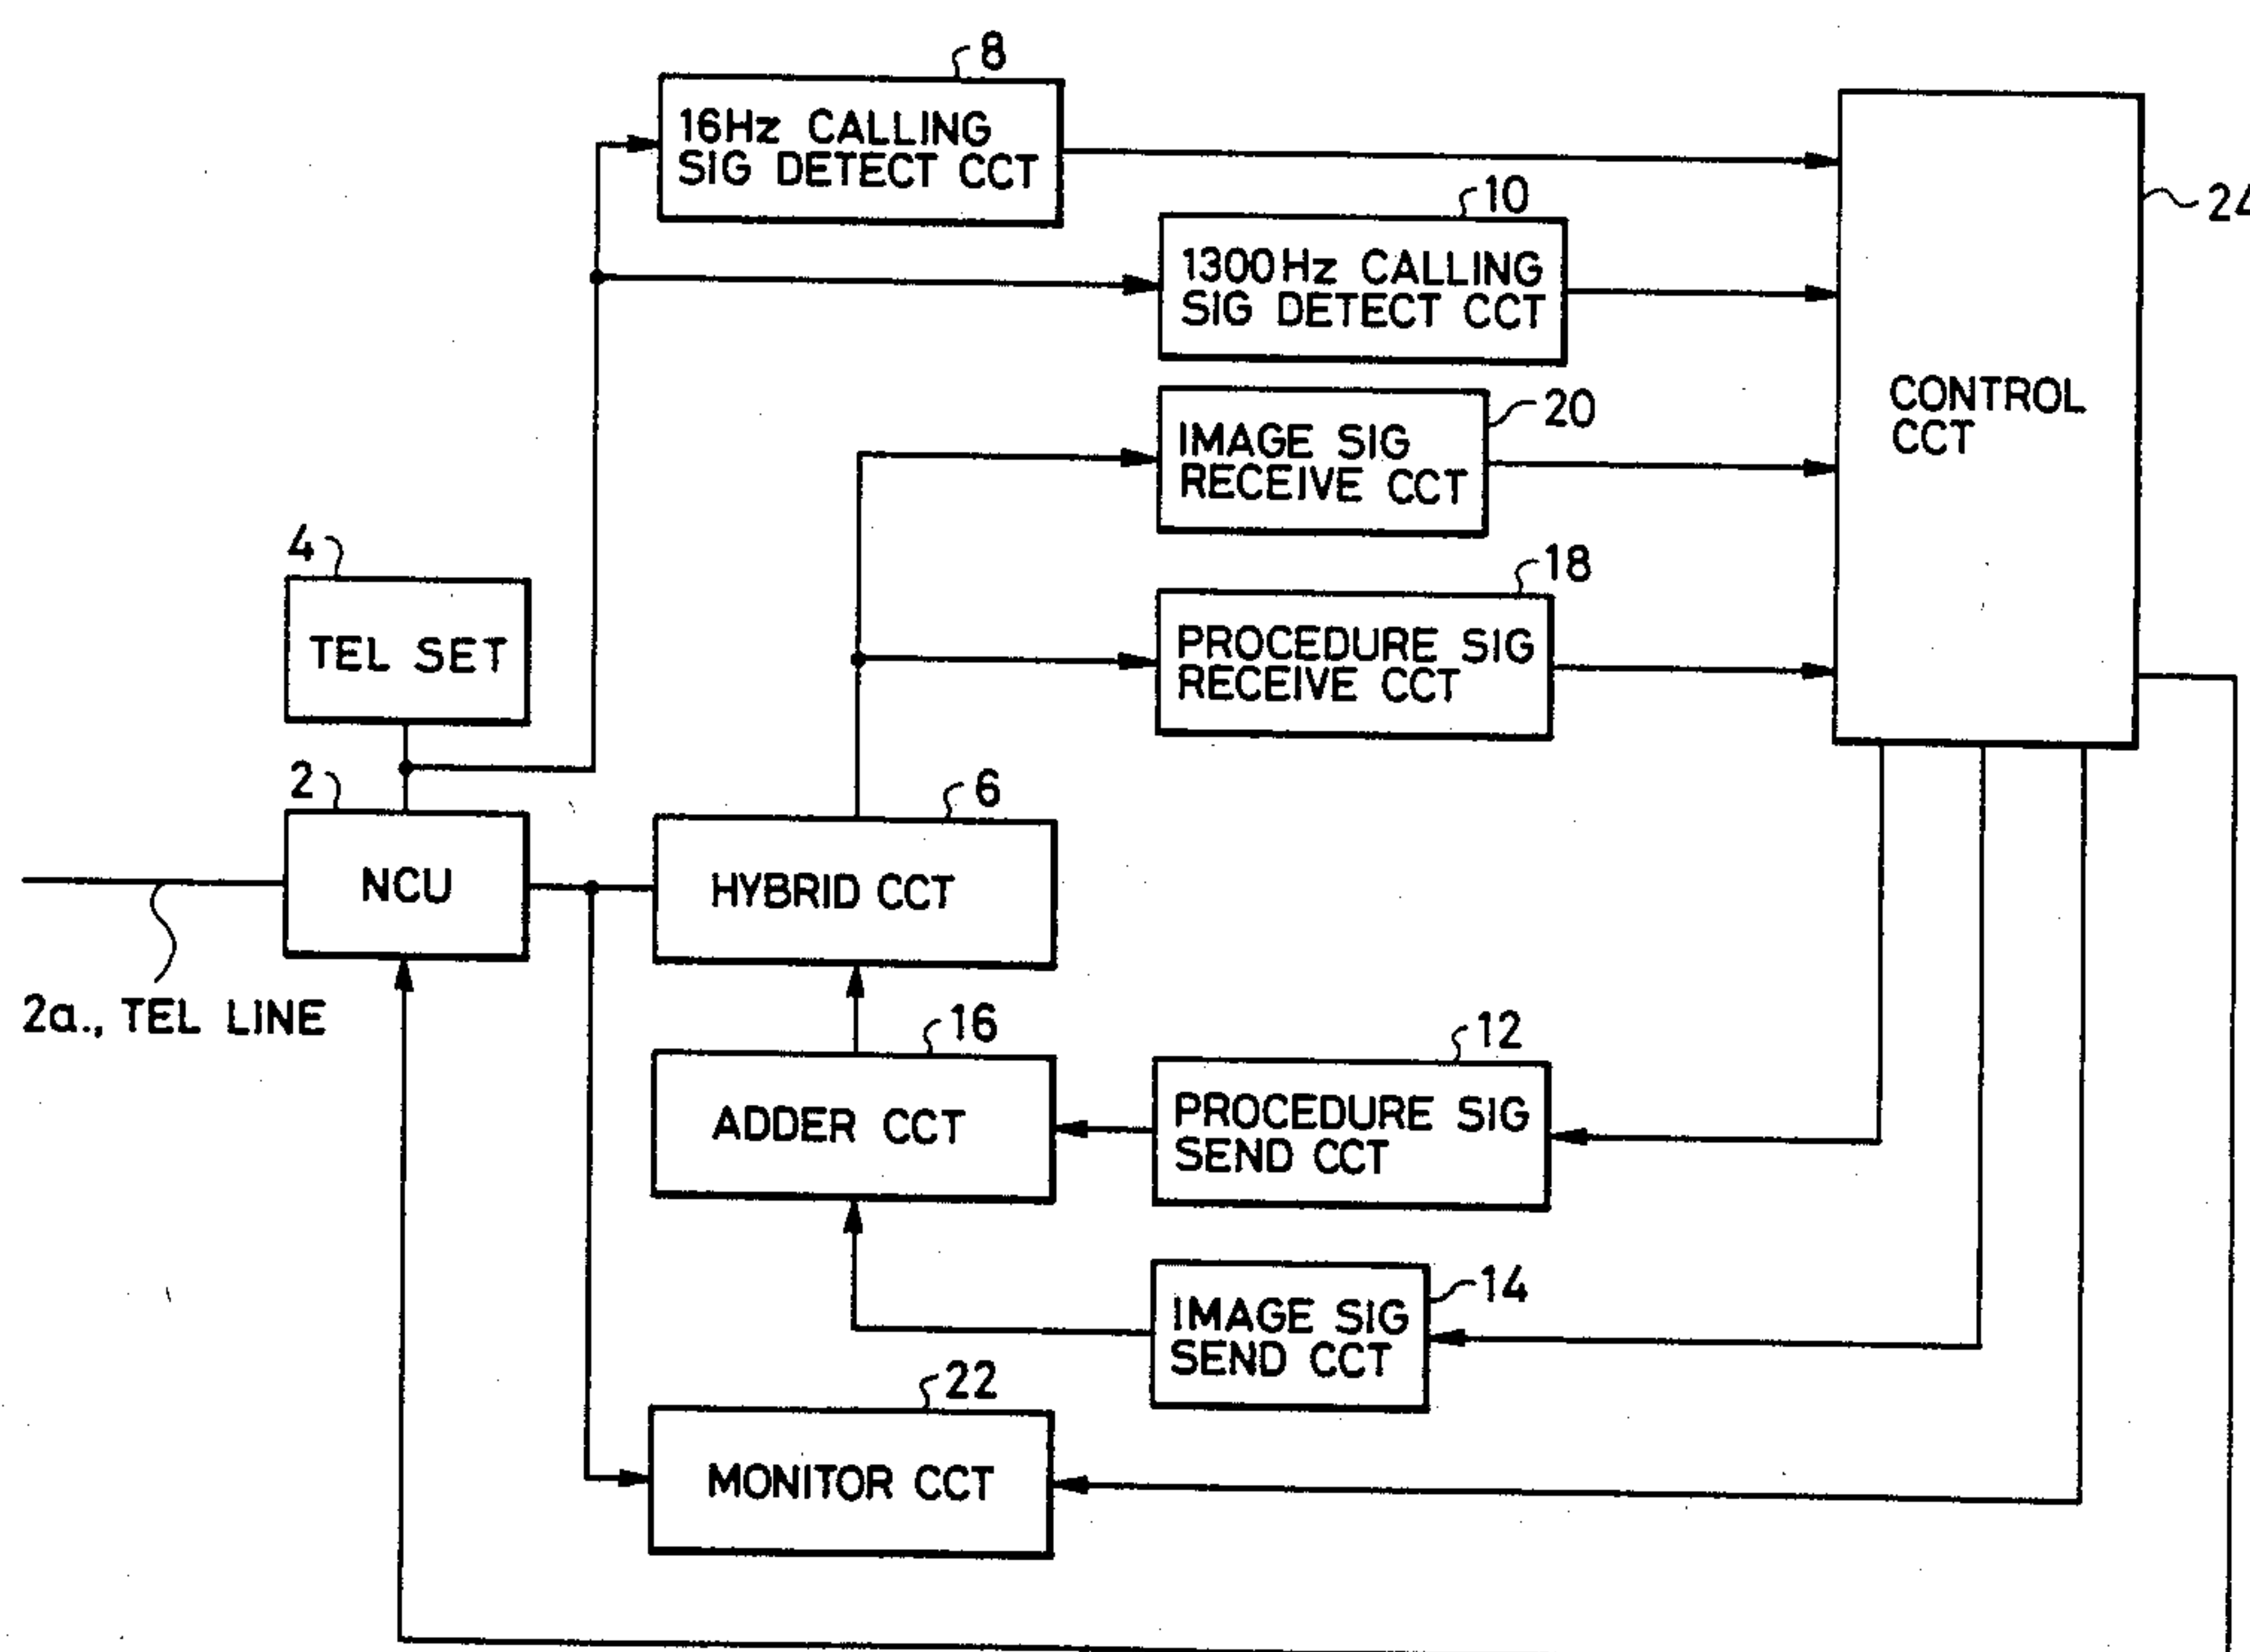 8
16Hz CALLING
SIG DETECT CCT
10
1300Hz CALLING
SIG DETECT CCT
24
CONTROL
CCT
20
IMAGE SIG
RECEIVE CCT
4
TEL SET
18
PROCEDURE SIG
RECEIVE CCT
2
NCU
6
HYBRID CCT
2a., TEL LINE
16
ADDER CCT
12
PROCEDURE SIG
SEND CCT
14
IMAGE SIG
SEND CCT
22
MONITOR CCT